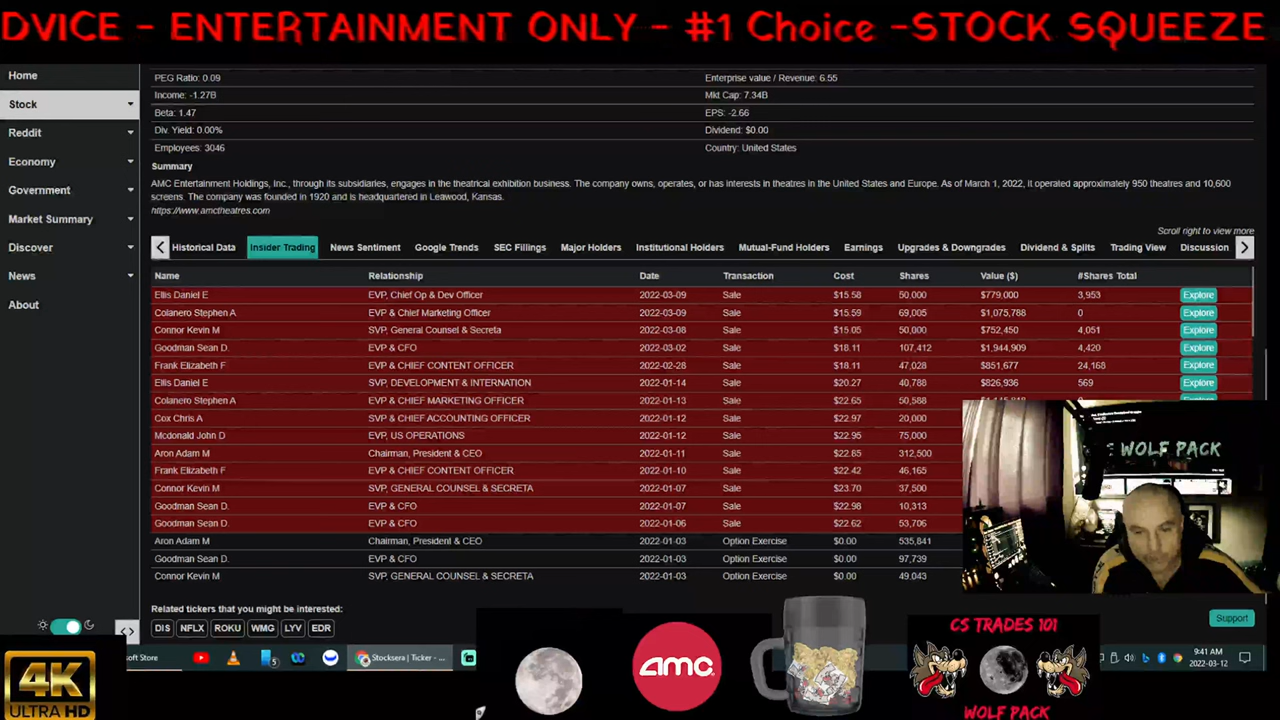 DVICE - ENTERTAINMENT ONLY - #1 Choice -STOCK SQUEEZE
Home
Stock
Reddit
Economy
Government
Market Summary
Discover
News
About
PEG Ratio: 0.09 Enterprise value / Revenue: 6.55
Income: -1.27B Mkt Cap: 7.34B
Beta: 1.47 EPS: -2.66
Div. Yield: 0.00% Dividend: $0.00
Employees: 3046 Country: United States
Summary
AMC Entertainment Holdings, Inc., through its subsidiaries, engages in the theatrical exhibition business. The company owns, operates, or has interests in theatres in the United States and Europe. As of March 1, 2022, it operated approximately 950 theatres and 10,600
screens. The company was founded in 1920 and is headquartered in Leawood, Kansas.
https://www.amctheatres.com
Scroll right to view more
Historical Data Insider Trading News Sentiment Google Trends SEC Fillings Major Holders Institutional Holders Mutual-Fund Holders Earnings Upgrades & Downgrades Dividend & Splits Trading View Discussion
Name Relationship Date Transaction Cost Shares Value ($) #Shares Total
Ellis Daniel E EVP, Chief Op & Dev Officer 2022-03-09 Sale $15.58 50,000 $779,000 3,953 Explore
Colanero Stephen A EVP & Chief Marketing Officer 2022-03-09 Sale $15.59 69,005 $1,075,788 0 Explore
Connor Kevin M SVP, General Counsel & Secreta 2022-03-08 Sale $15.05 50,000 $752,450 4,051 Explore
Goodman Sean D. EVP & CFO 2022-03-02 Sale $18.11 107,412 $1,944,909 4,420 Explore
Frank Elizabeth F EVP & CHIEF CONTENT OFFICER 2022-02-28 Sale $18.11 47,028 $851,677 24,168 Explore
Ellis Daniel E SVP, DEVELOPMENT & INTERNATION 2022-01-14 Sale $20.27 40,788 $826,936 569 Explore
Colanero Stephen A EVP & CHIEF MARKETING OFFICER 2022-01-13 Sale $22.65 50,588
Cox Chris A SVP & CHIEF ACCOUNTING OFFICER 2022-01-12 Sale $22.97 20,000
Mcdonald John D EVP, US OPERATIONS 2022-01-12 Sale $22.95 75,000
Aron Adam M Chairman, President & CEO 2022-01-11 Sale $22.85 312,500
Frank Elizabeth F EVP & CHIEF CONTENT OFFICER 2022-01-10 Sale $22.42 46,165
Connor Kevin M SVP, GENERAL COUNSEL & SECRETA 2022-01-07 Sale $23.70 37,500
Goodman Sean D. EVP & CFO 2022-01-07 Sale $22.98 10,313
Goodman Sean D. EVP & CFO 2022-01-06 Sale $22.62 53,706
Aron Adam M Chairman, President & CEO 2022-01-03 Option Exercise $0.00 535,841
Goodman Sean D. EVP & CFO 2022-01-03 Option Exercise $0.00 97,739
Connor Kevin M SVP, GENERAL COUNSEL & SECRETA 2022-01-03 Option Exercise $0.00 49,043
WOLF PACK
Related tickers that you might be interested:
DIS NFLX ROKU WMG LYV EDR
Support
osoft Store
Stocksera | Ticker - ...
9:41 AM
2022-03-12
4K
ULTRA HD
amc
CS TRADES 101
WOLF PACK